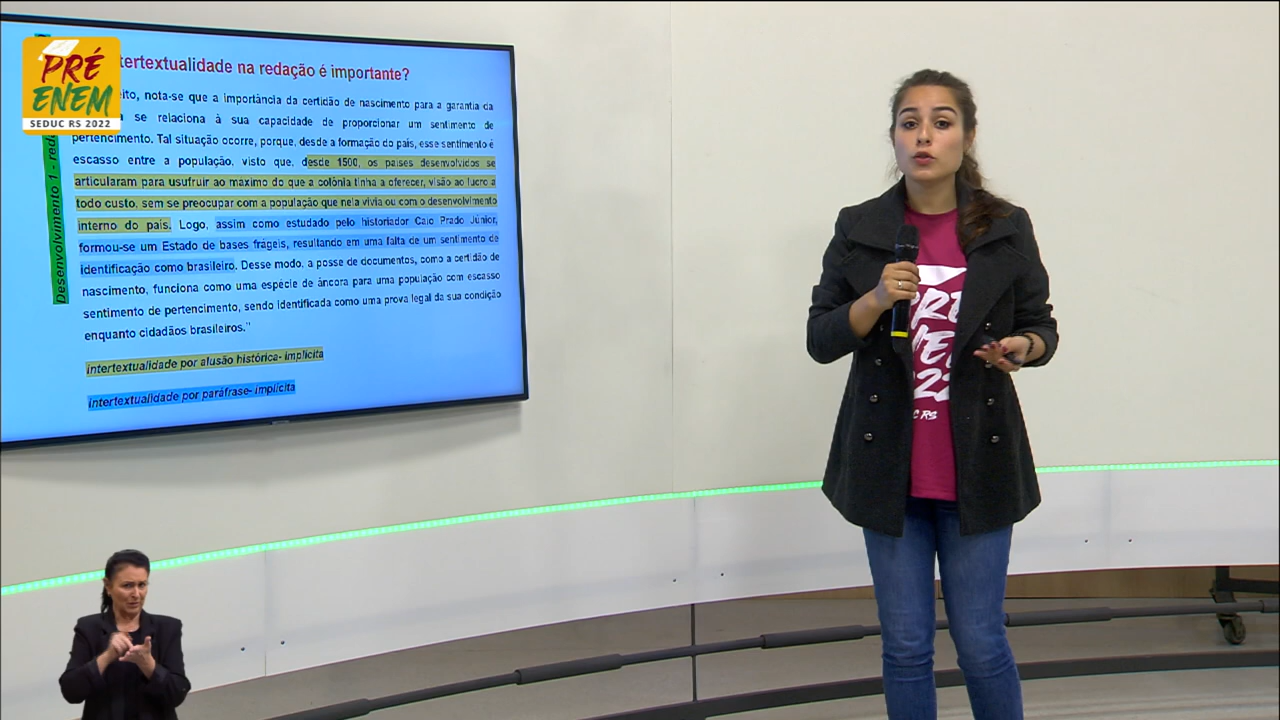 PRÉ
ENEM
SEDUC RS 2022
ntertextualidade na redação é importante?
eito, nota-se que a importância da certidão de nascimento para a garantia da
se relaciona à sua capacidade de proporcionar um sentimento de
pertencimento. Tal situação ocorre, porque, desde a formação do país, esse sentimento é
escasso entre a população, visto que, desde 1500, os países desenvolvidos se
articularam para usufruir ao máximo do que a colônia tinha a oferecer, visão ao lucro a
todo custo, sem se preocupar com a população que nela vivia ou com o desenvolvimento
interno do país. Logo, assim como estudado pelo historiador Caio Prado Júnior,
formou-se um Estado de bases frágeis, resultando em uma falta de um sentimento de
identificação como brasileiro. Desse modo, a posse de documentos, como a certidão de
nascimento, funciona como uma espécie de âncora para uma população com escasso
sentimento de pertencimento, sendo identificada como uma prova legal da sua condição
enquanto cidadãos brasileiros."
intertextualidade por alusão histórica- implícita
intertextualidade por paráfrase- implícita
Desenvolvimento 1 - red
C RS